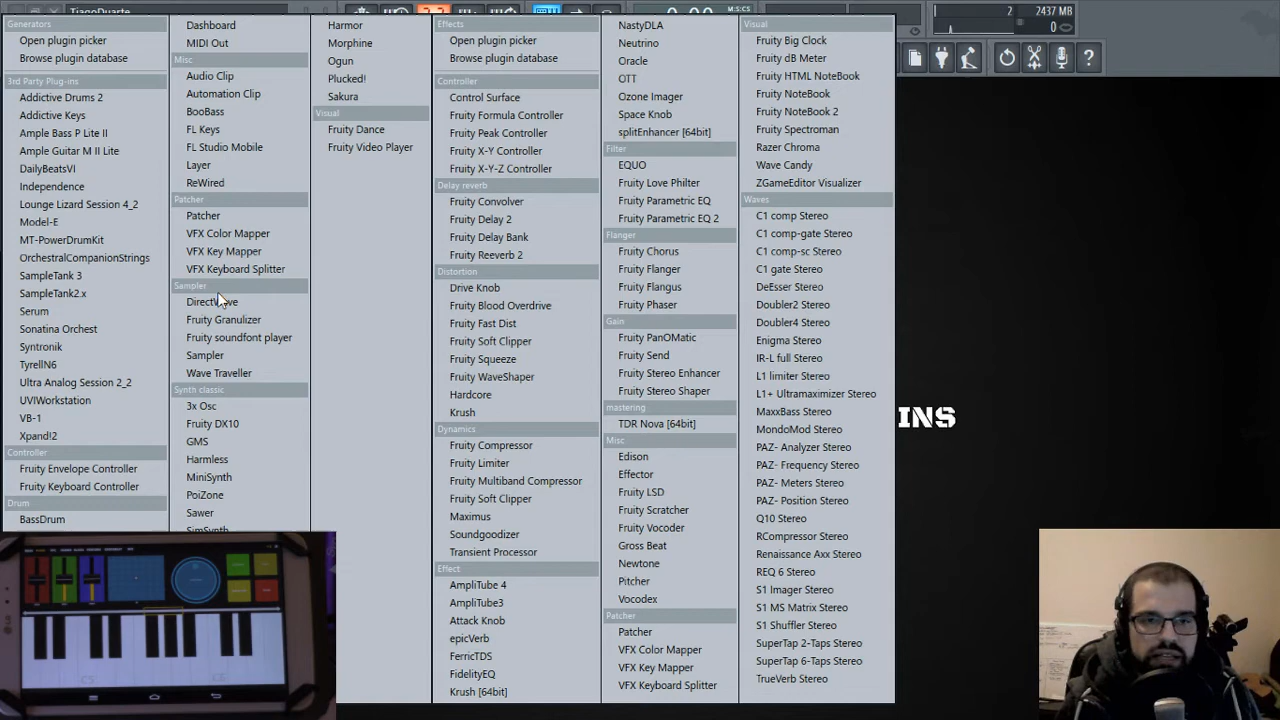 TiagoDuarte
M:S:CS
2
2437 MB
0
Generators
Open plugin picker
Browse plugin database
3rd Party Plug-ins
Addictive Drums 2
Addictive Keys
Ample Bass P Lite II
Ample Guitar M II Lite
DailyBeatsVI
Independence
Lounge Lizard Session 4_2
Model-E
MT-PowerDrumKit
OrchestralCompanionStrings
SampleTank 3
SampleTank2.x
Serum
Sonatina Orchest
Syntronik
TyrellN6
Ultra Analog Session 2_2
UVIWorkstation
VB-1
Xpand!2
Controller
Fruity Envelope Controller
Fruity Keyboard Controller
Drum
BassDrum
Dashboard
MIDI Out
Misc
Audio Clip
Automation Clip
BooBass
FL Keys
FL Studio Mobile
Layer
ReWired
Patcher
Patcher
VFX Color Mapper
VFX Key Mapper
VFX Keyboard Splitter
Sampler
DirectWave
Fruity Granulizer
Fruity soundfont player
Sampler
Wave Traveller
Synth classic
3x Osc
Fruity DX10
GMS
Harmless
MiniSynth
PoiZone
Sawer
SimSynth
Harmor
Morphine
Ogun
Plucked!
Sakura
Visual
Fruity Dance
Fruity Video Player
Effects
Open plugin picker
Browse plugin database
Controller
Control Surface
Fruity Formula Controller
Fruity Peak Controller
Fruity X-Y Controller
Fruity X-Y-Z Controller
Delay reverb
Fruity Convolver
Fruity Delay 2
Fruity Delay Bank
Fruity Reeverb 2
Distortion
Drive Knob
Fruity Blood Overdrive
Fruity Fast Dist
Fruity Soft Clipper
Fruity Squeeze
Fruity WaveShaper
Hardcore
Krush
Dynamics
Fruity Compressor
Fruity Limiter
Fruity Multiband Compressor
Fruity Soft Clipper
Maximus
Soundgoodizer
Transient Processor
Effect
AmpliTube 4
AmpliTube3
Attack Knob
epicVerb
FerricTDS
FidelityEQ
Krush [64bit]
NastyDLA
Neutrino
Oracle
OTT
Ozone Imager
Space Knob
splitEnhancer [64bit]
Filter
EQUO
Fruity Love Philter
Fruity Parametric EQ
Fruity Parametric EQ 2
Flanger
Fruity Chorus
Fruity Flanger
Fruity Flangus
Fruity Phaser
Gain
Fruity PanOMatic
Fruity Send
Fruity Stereo Enhancer
Fruity Stereo Shaper
mastering
TDR Nova [64bit]
Misc
Edison
Effector
Fruity LSD
Fruity Scratcher
Fruity Vocoder
Gross Beat
Newtone
Pitcher
Vocodex
Patcher
Patcher
VFX Color Mapper
VFX Key Mapper
VFX Keyboard Splitter
Visual
Fruity Big Clock
Fruity dB Meter
Fruity HTML NoteBook
Fruity NoteBook
Fruity NoteBook 2
Fruity Spectroman
Razer Chroma
Wave Candy
ZGameEditor Visualizer
Waves
C1 comp Stereo
C1 comp-gate Stereo
C1 comp-sc Stereo
C1 gate Stereo
DeEsser Stereo
Doubler2 Stereo
Doubler4 Stereo
Enigma Stereo
IR-L full Stereo
L1 limiter Stereo
L1+ Ultramaximizer Stereo
MaxxBass Stereo
MondoMod Stereo
PAZ- Analyzer Stereo
PAZ- Frequency Stereo
PAZ- Meters Stereo
PAZ- Position Stereo
Q10 Stereo
RCompressor Stereo
Renaissance Axx Stereo
REQ 6 Stereo
S1 Imager Stereo
S1 MS Matrix Stereo
S1 Shuffler Stereo
SuperTap 2-Taps Stereo
SuperTap 6-Taps Stereo
TrueVerb Stereo
INS